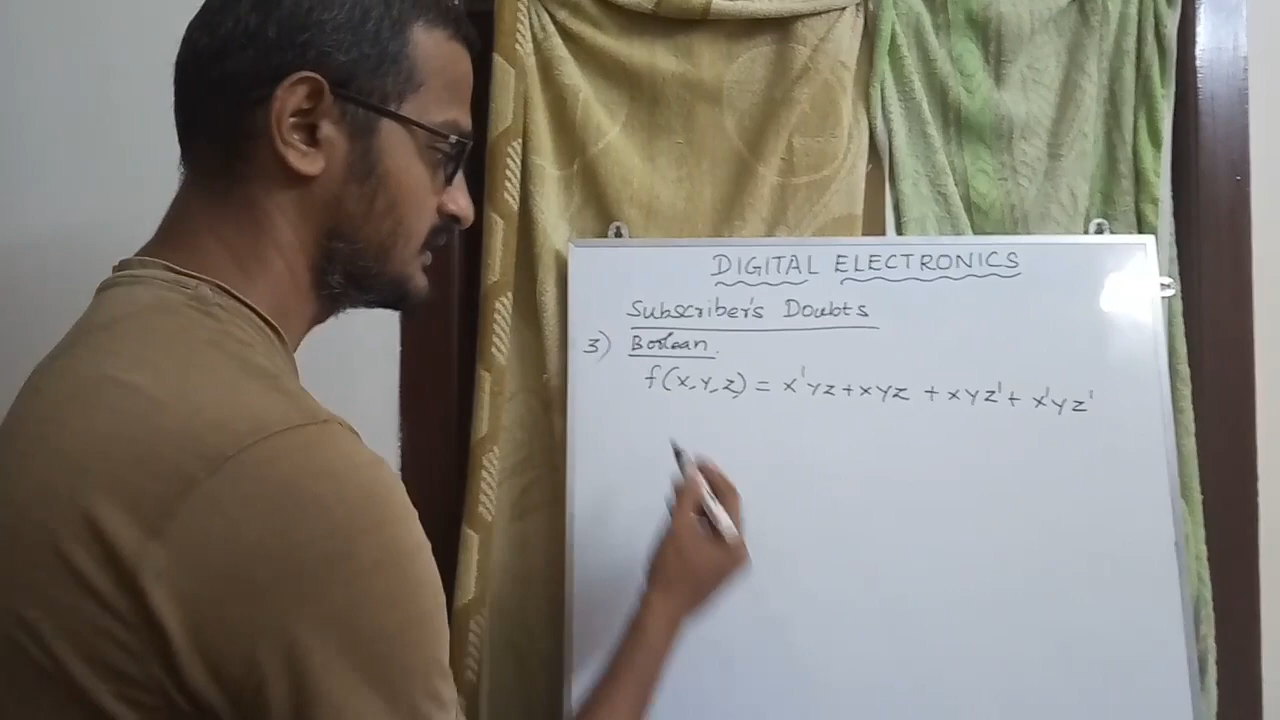 DIGITAL ELECTRONICS
Subscriber's Doubts
3) Boolean.
f(x,y,z) = x'yz+xyz + xyz' + x'yz'